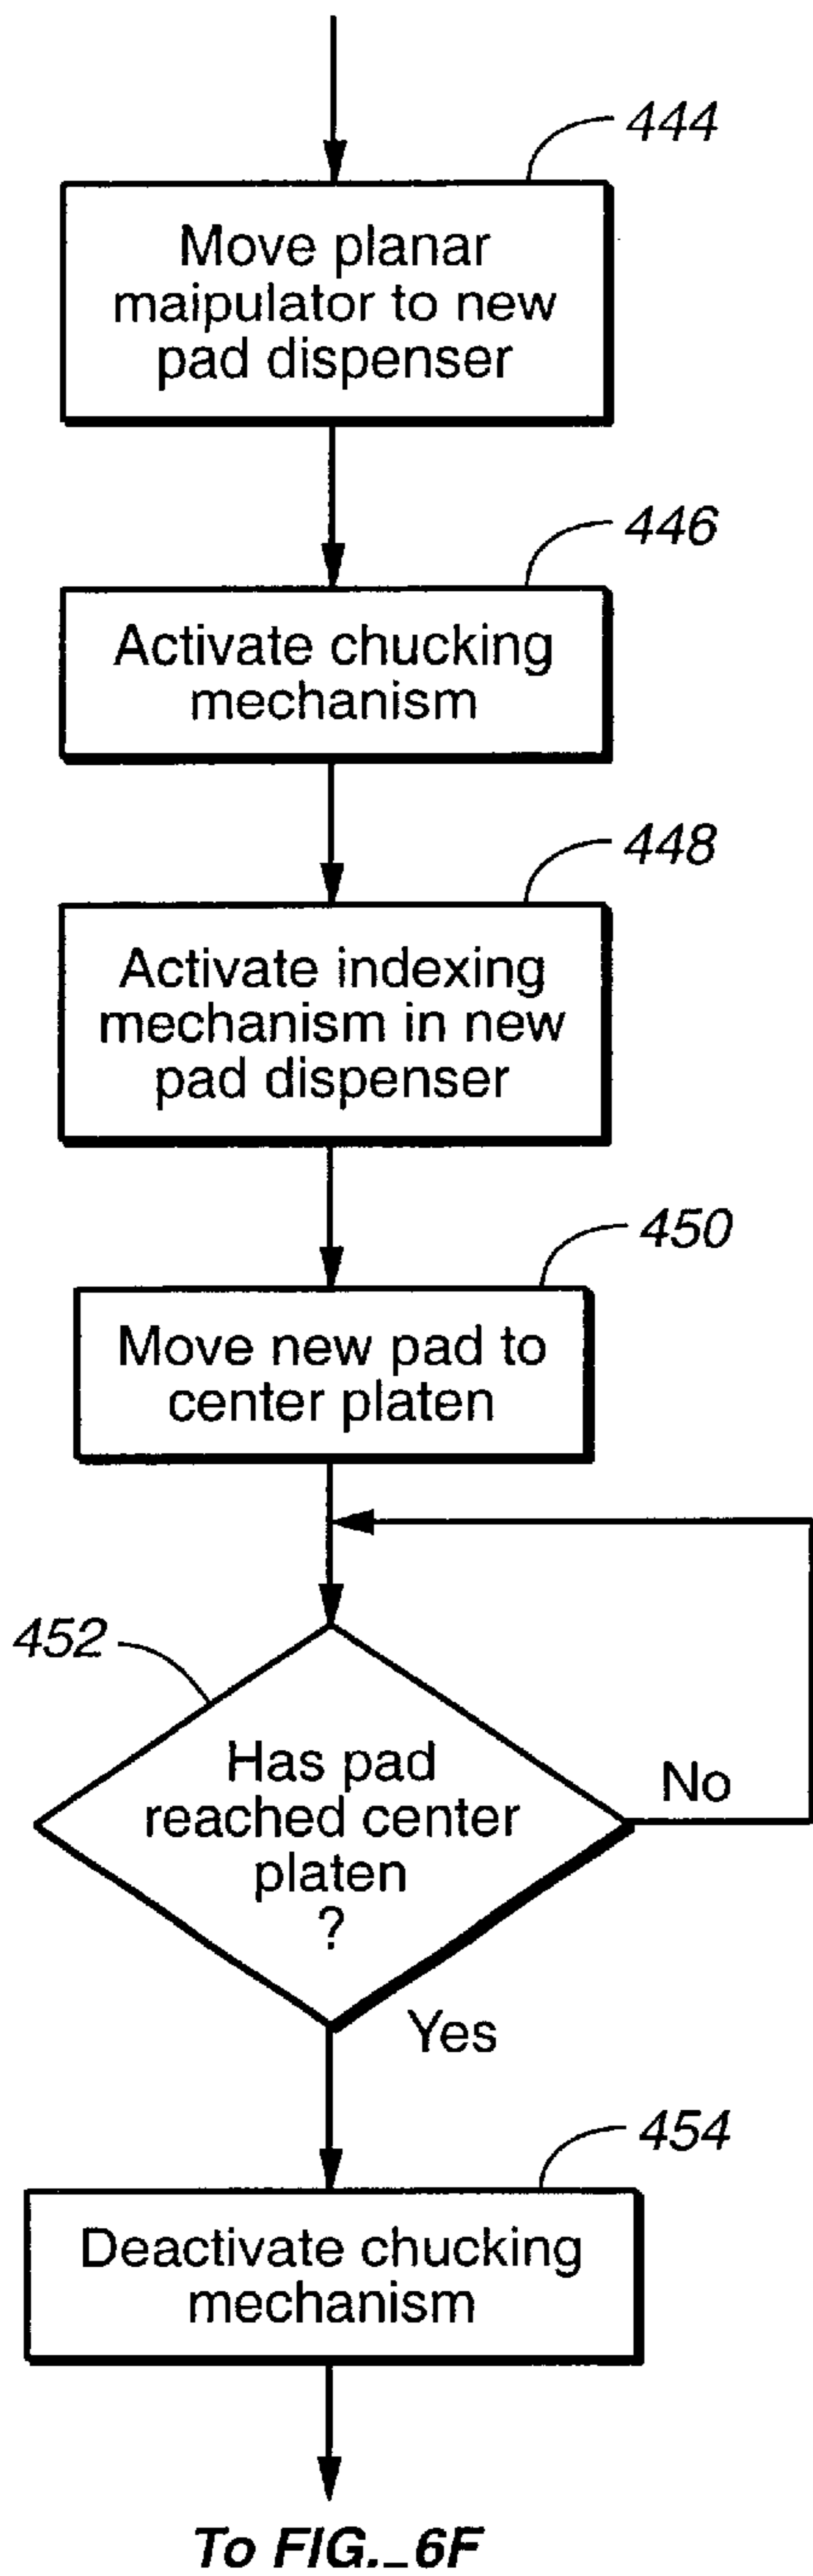 444
Move planar
maipulator to new
pad dispenser
446
Activate chucking
mechanism
448
Activate indexing
mechanism in new
pad dispenser
450
Move new pad to
center platen
452
Has pad
reached center
platen
?
No
Yes
454
Deactivate chucking
mechanism
To FIG._6F